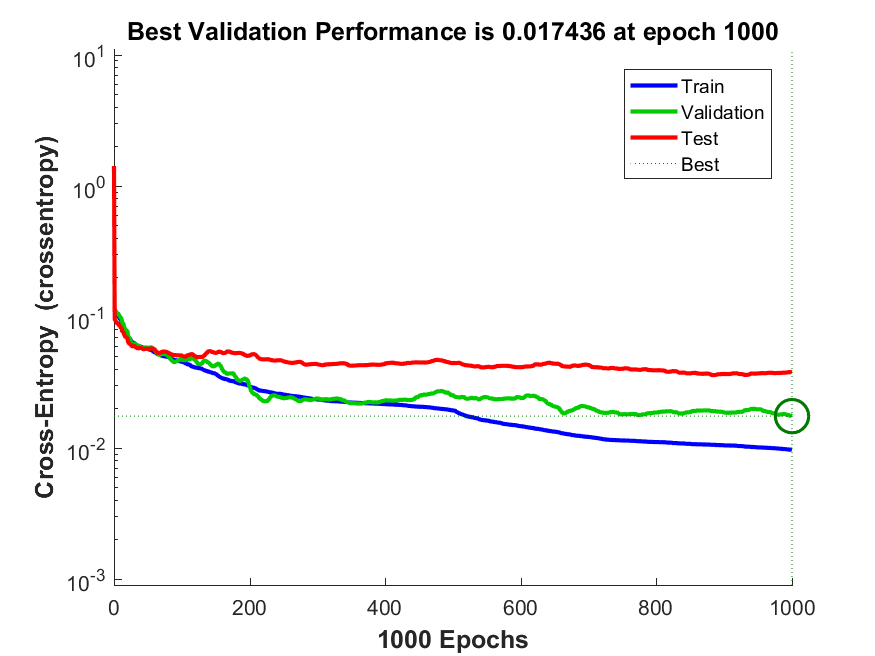 Best Validation Performance is 0.017436 at epoch 1000
Cross-Entropy (crossentropy)
10^1
10^0
10^-1
10^-2
10^-3
Train
Validation
Test
Best
0 200 400 600 800 1000
1000 Epochs